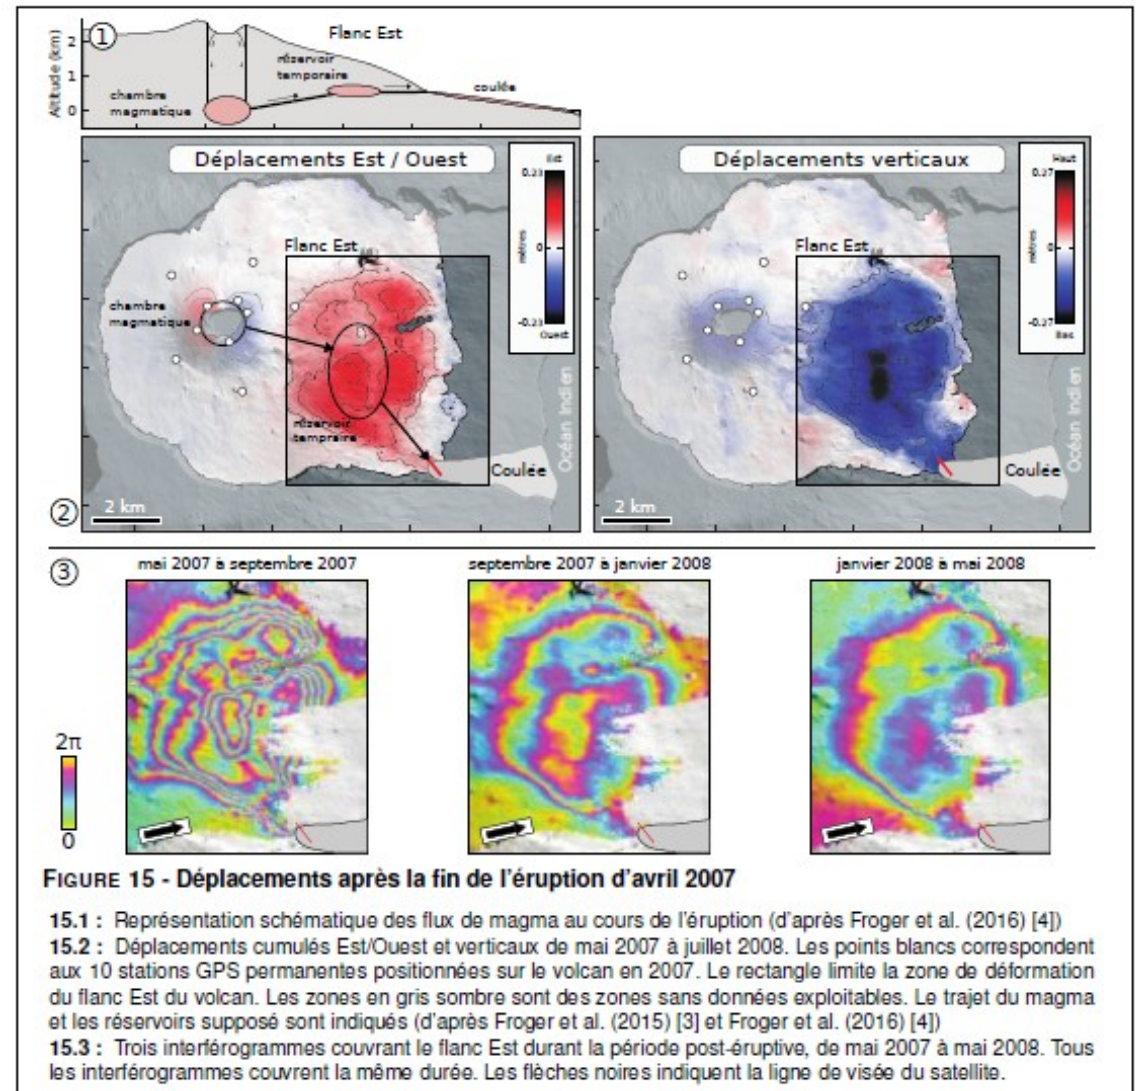 ①
Flanc Est
Altitude (km)
2
1
0
réservoir
temporaire
chambre
magmatique
coulée
Déplacements Est / Ouest
Est
0.23
mètres
0
-0.23
Ouest
Flanc Est
chambre
magmatique
réservoir
tempraire
Coulée
Océan Indien
2 km
②
Déplacements verticaux
Haut
0.27
mètres
0
-0.27
Bas
Flanc Est
Coulée
Océan Indien
2 km
③
mai 2007 à septembre 2007
septembre 2007 à janvier 2008
janvier 2008 à mai 2008
2π
0
FIGURE 15 - Déplacements après la fin de l'éruption d'avril 2007
15.1 : Représentation schématique des flux de magma au cours de l'éruption (d'après Froger et al. (2016) [4])
15.2 : Déplacements cumulés Est/Ouest et verticaux de mai 2007 à juillet 2008. Les points blancs correspondent
aux 10 stations GPS permanentes positionnées sur le volcan en 2007. Le rectangle limite la zone de déformation
du flanc Est du volcan. Les zones en gris sombre sont des zones sans données exploitables. Le trajet du magma
et les réservoirs supposé sont indiqués (d'après Froger et al. (2015) [3] et Froger et al. (2016) [4])
15.3 : Trois interférogrammes couvrant le flanc Est durant la période post-éruptive, de mai 2007 à mai 2008. Tous
les interférogrammes couvrent la même durée. Les flèches noires indiquent la ligne de visée du satellite.